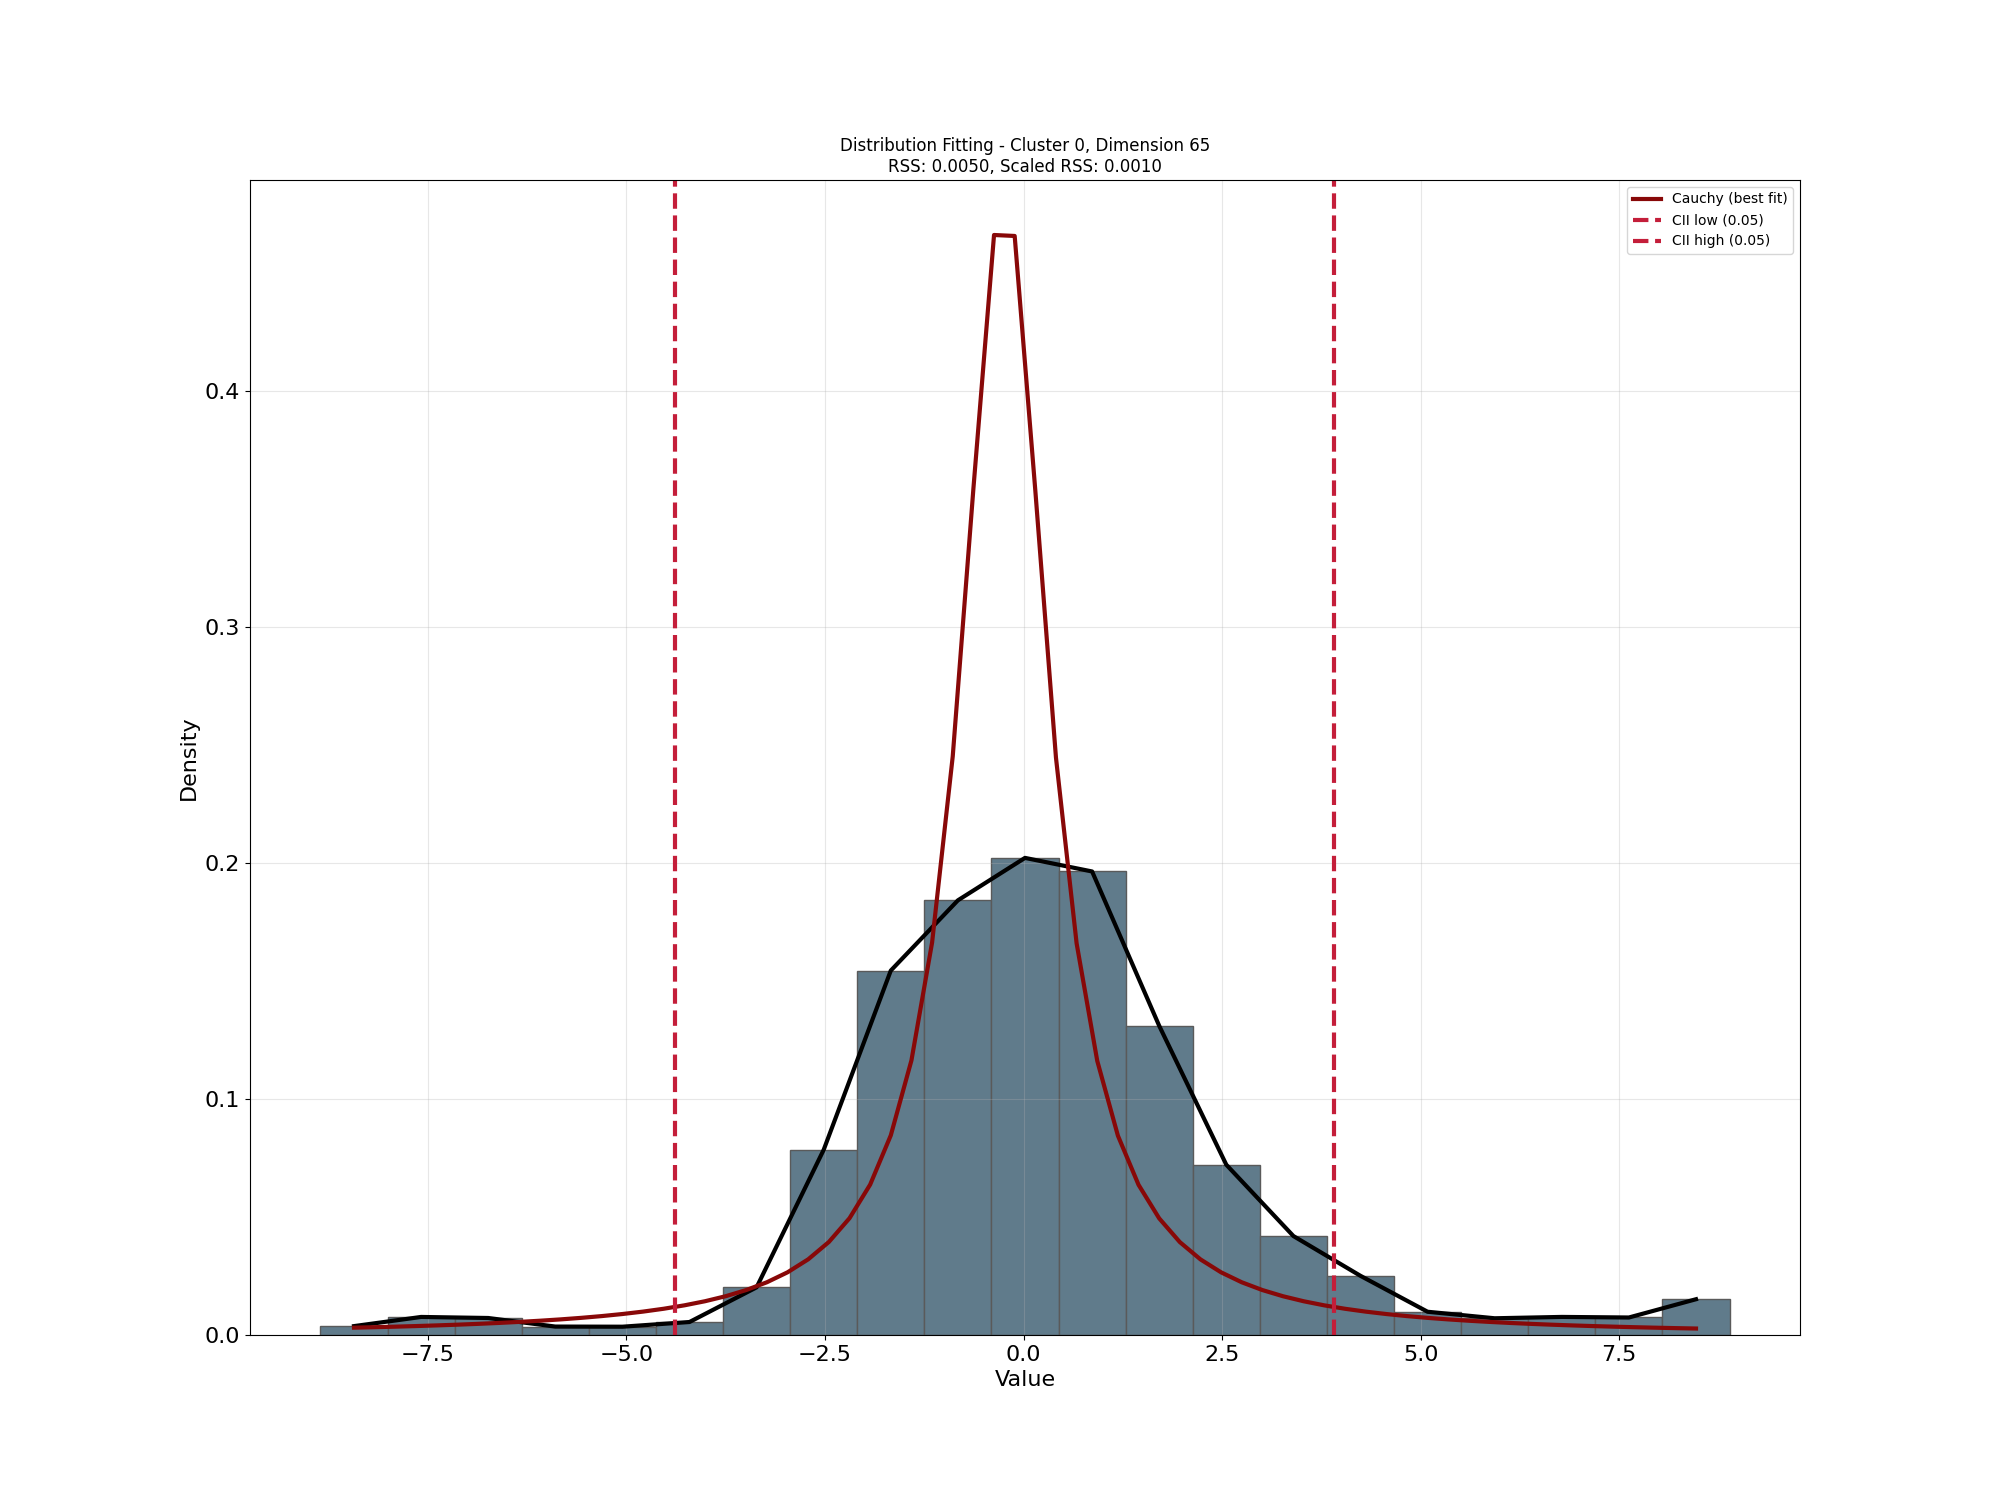 Distribution Fitting - Cluster 0, Dimension 65
RSS: 0.0050, Scaled RSS: 0.0010
Cauchy (best fit)
CII low (0.05)
CII high (0.05)
0.4
0.3
0.2
0.1
0.0
Density
−7.5 −5.0 −2.5 0.0 2.5 5.0 7.5
Value